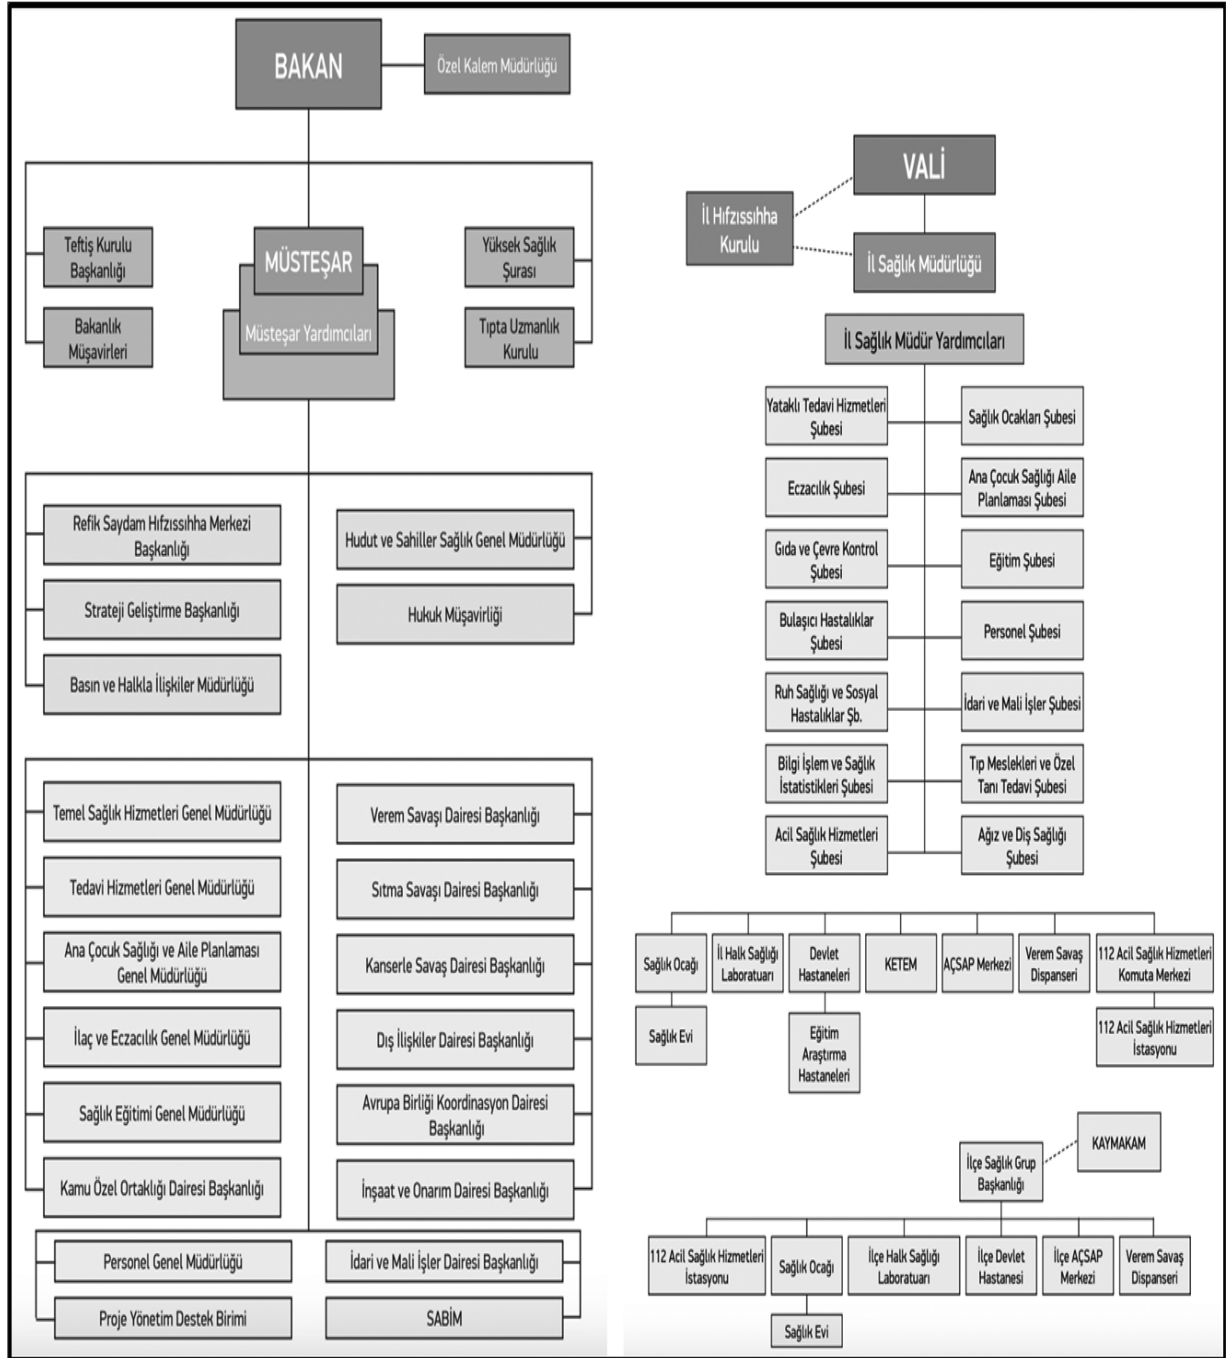 BAKAN
Özel Kalem Müdürlüğü
Teftiş Kurulu
Başkanlığı
MÜSTEŞAR
Yüksek Sağlık
Şurası
Bakanlık
Müşavirleri
Müsteşar Yardımcıları
Tıpta Uzmanlık
Kurulu
Refik Saydam Hıfzıssıhha Merkezi
Başkanlığı
Hudut ve Sahiller Sağlık Genel Müdürlüğü
Strateji Geliştirme Başkanlığı
Hukuk Müşavirliği
Basın ve Halkla İlişkiler Müdürlüğü
Temel Sağlık Hizmetleri Genel Müdürlüğü
Verem Savaşı Dairesi Başkanlığı
Tedavi Hizmetleri Genel Müdürlüğü
Sıtma Savaşı Dairesi Başkanlığı
Ana Çocuk Sağlığı ve Aile Planlaması
Genel Müdürlüğü
Kanserle Savaş Dairesi Başkanlığı
İlaç ve Eczacılık Genel Müdürlüğü
Dış İlişkiler Dairesi Başkanlığı
Sağlık Eğitimi Genel Müdürlüğü
Avrupa Birliği Koordinasyon Dairesi
Başkanlığı
Kamu Özel Ortaklığı Dairesi Başkanlığı
İnşaat ve Onarım Dairesi Başkanlığı
Personel Genel Müdürlüğü
İdari ve Mali İşler Dairesi Başkanlığı
Proje Yönetim Destek Birimi
SABİM
VALİ
İl Hıfzıssıhha
Kurulu
İl Sağlık Müdürlüğü
İl Sağlık Müdür Yardımcıları
Yataklı Tedavi Hizmetleri
Şubesi
Sağlık Ocakları Şubesi
Eczacılık Şubesi
Ana Çocuk Sağlığı Aile
Planlaması Şubesi
Gıda ve Çevre Kontrol
Şubesi
Eğitim Şubesi
Bulaşıcı Hastalıklar
Şubesi
Personel Şubesi
Ruh Sağlığı ve Sosyal
Hastalıklar Şb.
İdari ve Mali İşler Şubesi
Bilgi İşlem ve Sağlık
İstatistikleri Şubesi
Tıp Meslekleri ve Özel
Tanı Tedavi Şubesi
Acil Sağlık Hizmetleri
Şubesi
Ağız ve Diş Sağlığı
Şubesi
Sağlık Ocağı
İl Halk Sağlığı
Laboratuarı
Devlet
Hastaneleri
KETEM
AÇSAP Merkezi
Verem Savaş
Dispanseri
112 Acil Sağlık Hizmetleri
Komuta Merkezi
Sağlık Evi
Eğitim
Araştırma
Hastaneleri
112 Acil Sağlık Hizmetleri
İstasyonu
KAYMAKAM
İlçe Sağlık Grup
Başkanlığı
112 Acil Sağlık Hizmetleri
İstasyonu
Sağlık Ocağı
İlçe Halk Sağlığı
Laboratuarı
İlçe Devlet
Hastanesi
İlçe AÇSAP
Merkezi
Verem Savaş
Dispanseri
Sağlık Evi